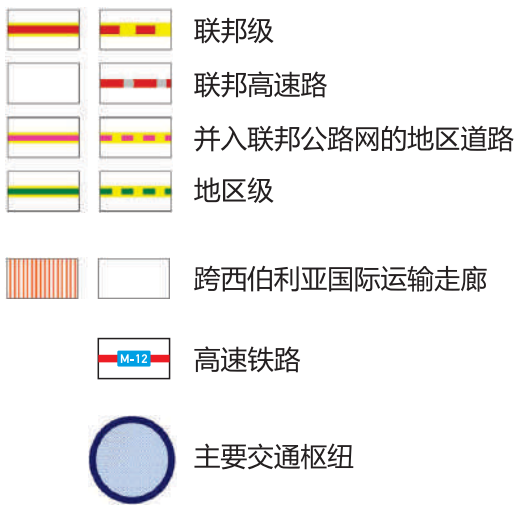 联邦级
联邦高速路
并入联邦公路网的地区道路
地区级
跨西伯利亚国际运输走廊
M-12 高速铁路
主要交通枢纽